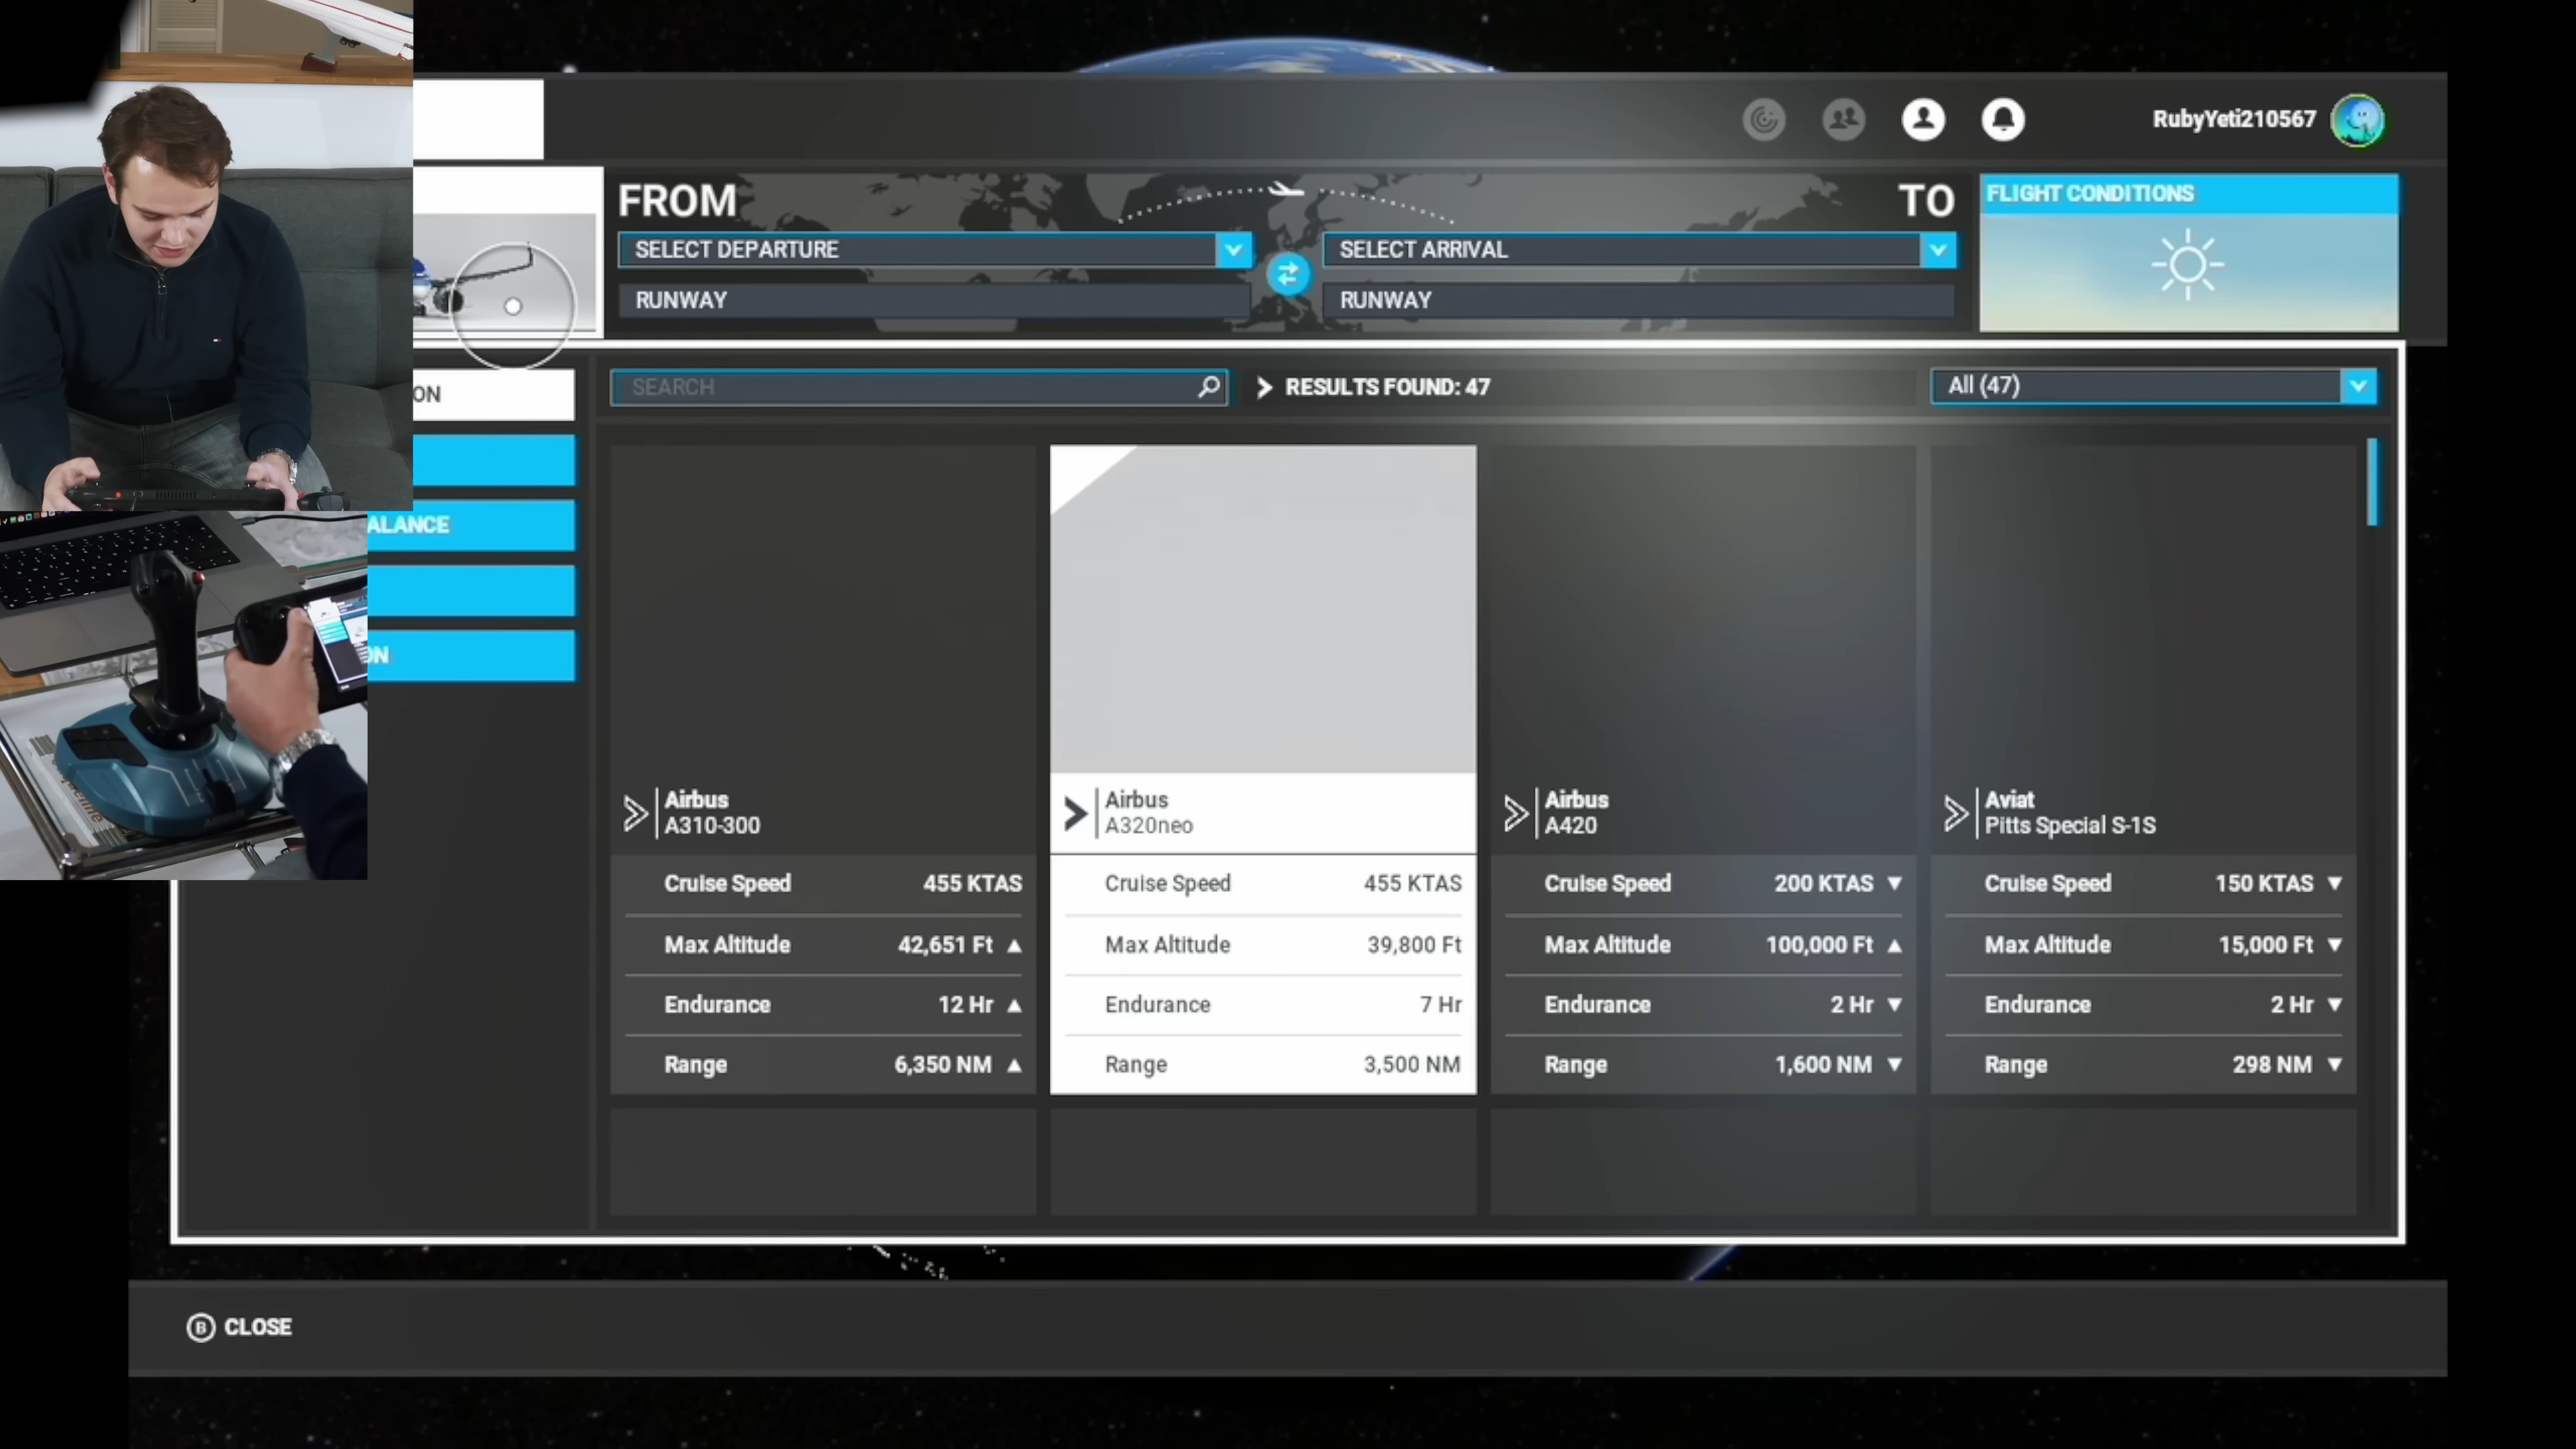 RubyYeti210567
FROM
TO
FLIGHT CONDITIONS
SELECT DEPARTURE
SELECT ARRIVAL
RUNWAY
RUNWAY
ON
SEARCH
RESULTS FOUND: 47
All (47)
ALANCE
ON
Airbus
A310-300
Cruise Speed 455 KTAS
Max Altitude 42,651 Ft
Endurance 12 Hr
Range 6,350 NM
Airbus
A320neo
Cruise Speed 455 KTAS
Max Altitude 39,800 Ft
Endurance 7 Hr
Range 3,500 NM
Airbus
A420
Cruise Speed 200 KTAS
Max Altitude 100,000 Ft
Endurance 2 Hr
Range 1,600 NM
Aviat
Pitts Special S-1S
Cruise Speed 150 KTAS
Max Altitude 15,000 Ft
Endurance 2 Hr
Range 298 NM
B CLOSE